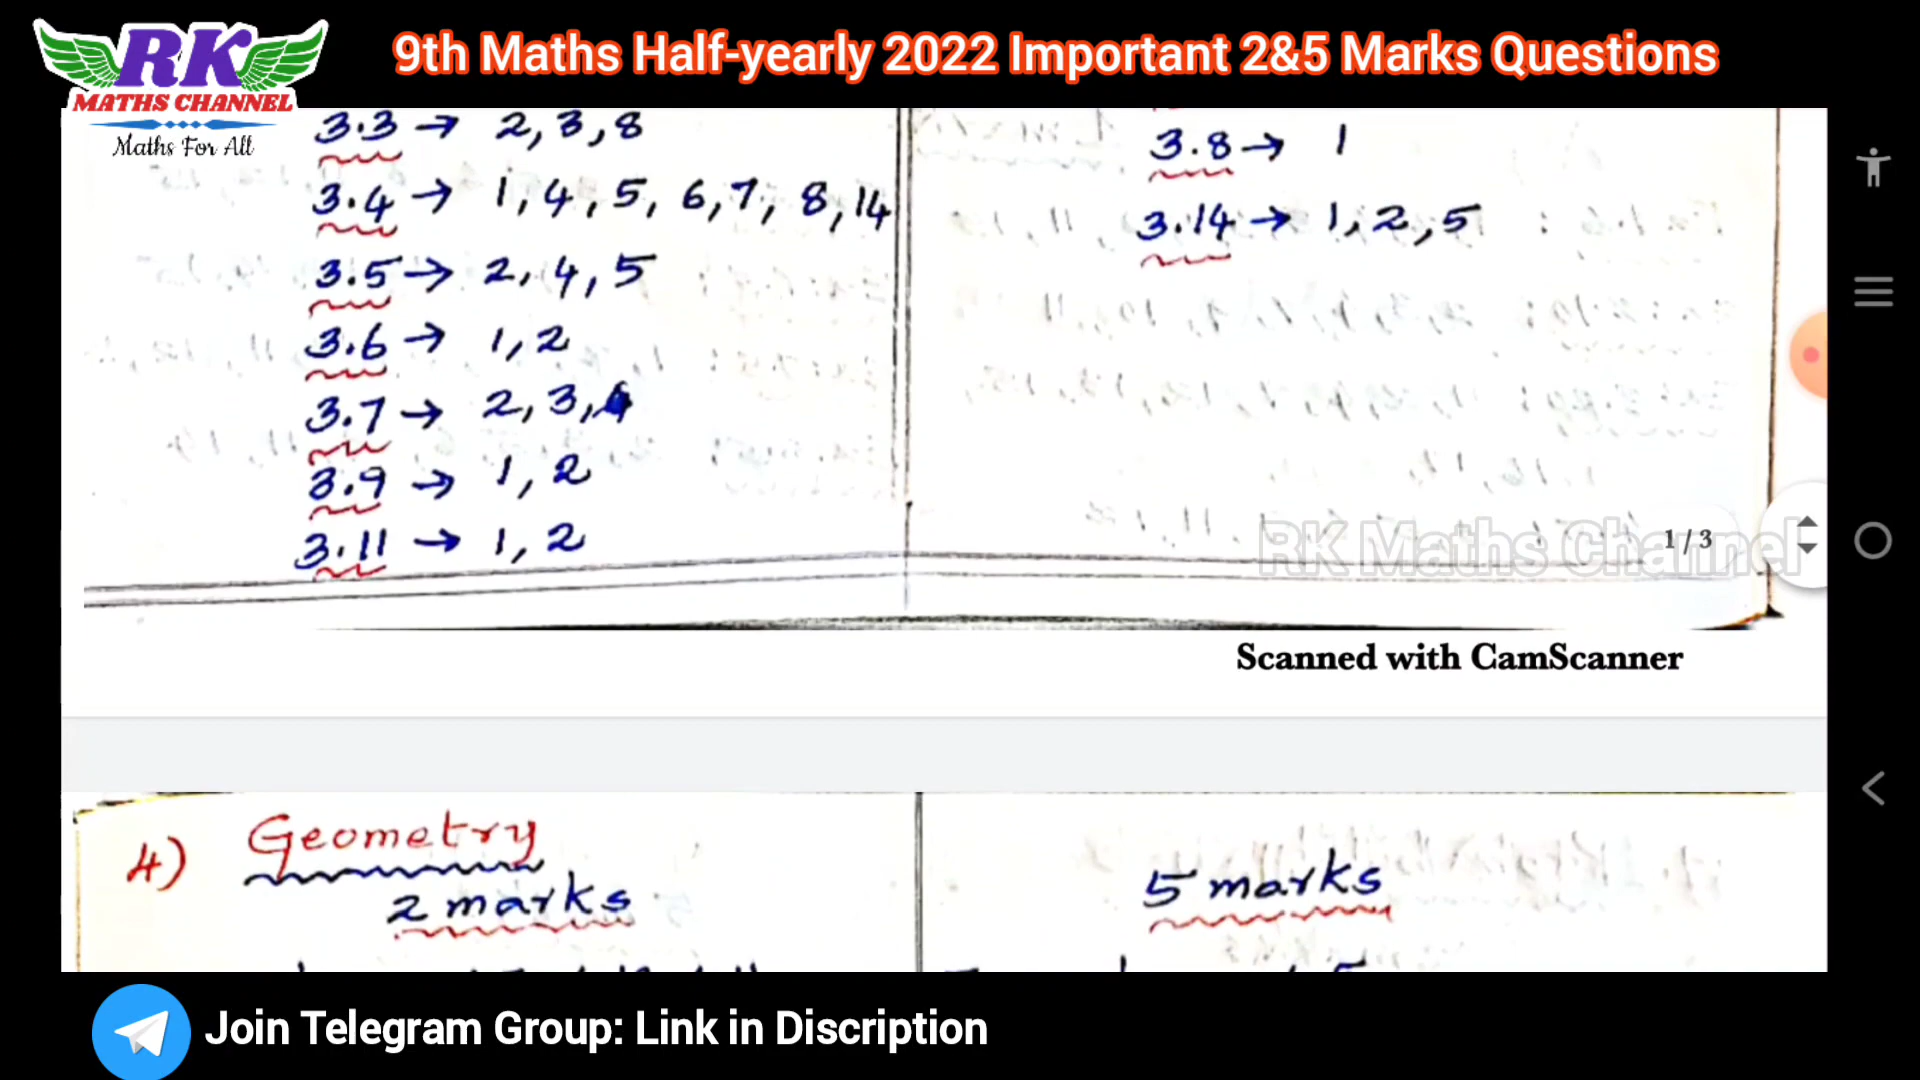 RK
MATHS CHANNEL
Maths For All
9th Maths Half-yearly 2022 Important 2&5 Marks Questions
3.3 → 2, 3, 8
3.4 → 1, 4, 5, 6, 7, 8, 14
3.5 → 2, 4, 5
3.6 → 1, 2
3.7 → 2, 3,
3.9 → 1, 2
3.11 → 1, 2
3.8 → 1
3.14 → 1, 2, 5
RK Maths Channel
1 / 3
Scanned with CamScanner
4) Geometry
2 marks
5 marks
Join Telegram Group: Link in Discription